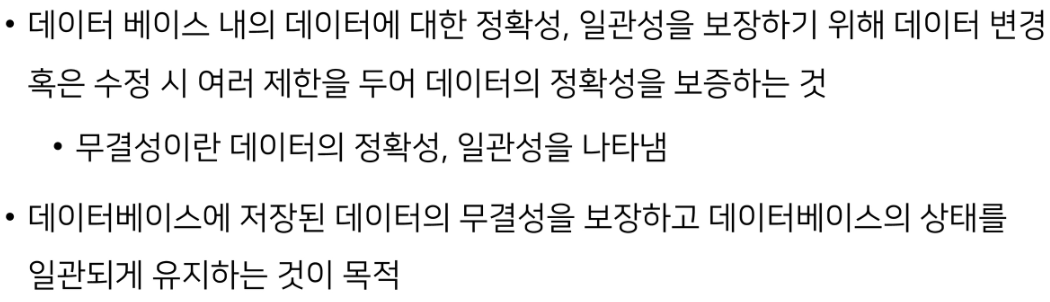 • 데이터 베이스 내의 데이터에 대한 정확성, 일관성을 보장하기 위해 데이터 변경
혹은 수정 시 여러 제한을 두어 데이터의 정확성을 보증하는 것
• 무결성이란 데이터의 정확성, 일관성을 나타냄
• 데이터베이스에 저장된 데이터의 무결성을 보장하고 데이터베이스의 상태를
일관되게 유지하는 것이 목적